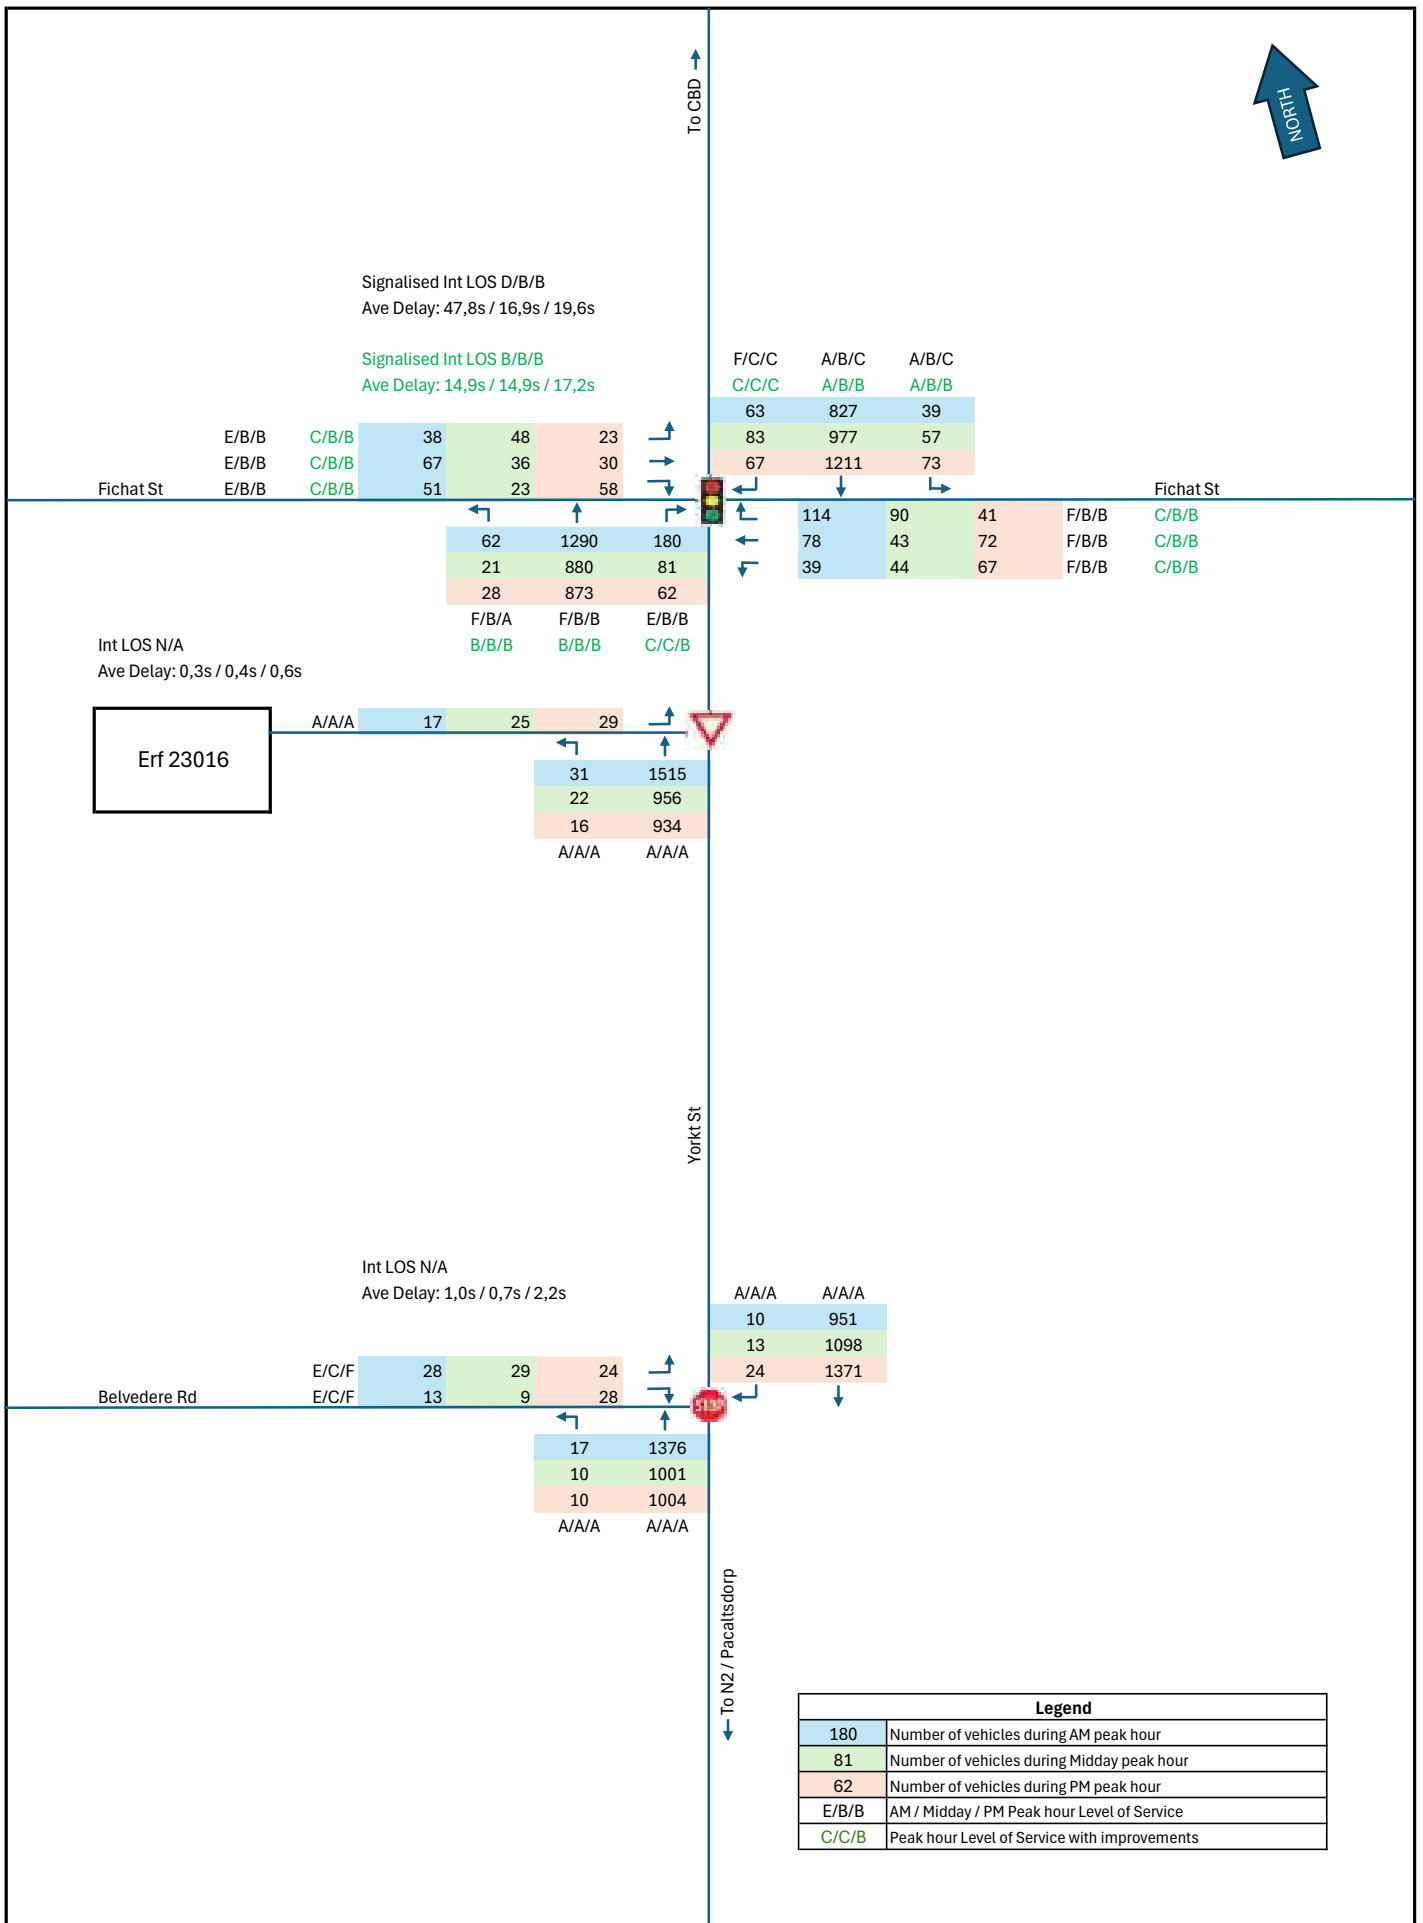 To CBD
NORTH
Signalised Int LOS D/B/B
Ave Delay: 47,8s / 16,9s / 19,6s
Signalised Int LOS B/B/B
Ave Delay: 14,9s / 14,9s / 17,2s
F/C/C A/B/C A/B/C
C/C/C A/B/B A/B/B
63 827 39
83 977 57
67 1211 73
E/B/B C/B/B 38 48 23
E/B/B C/B/B 67 36 30
Fichat St E/B/B C/B/B 51 23 58
Fichat St
114 90 41 F/B/B C/B/B
78 43 72 F/B/B C/B/B
39 44 67 F/B/B C/B/B
62 1290 180
21 880 81
28 873 62
F/B/A F/B/B E/B/B
B/B/B B/B/B C/C/B
Int LOS N/A
Ave Delay: 0,3s / 0,4s / 0,6s
Erf 23016
A/A/A 17 25 29
31 1515
22 956
16 934
A/A/A A/A/A
Yorkt St
Int LOS N/A
Ave Delay: 1,0s / 0,7s / 2,2s
A/A/A A/A/A
10 951
13 1098
24 1371
E/C/F 28 29 24
Belvedere Rd E/C/F 13 9 28
STOP
17 1376
10 1001
10 1004
A/A/A A/A/A
To N2 / Pacaltsdorp
Legend
180 Number of vehicles during AM peak hour
81 Number of vehicles during Midday peak hour
62 Number of vehicles during PM peak hour
E/B/B AM / Midday / PM Peak hour Level of Service
C/C/B Peak hour Level of Service with improvements